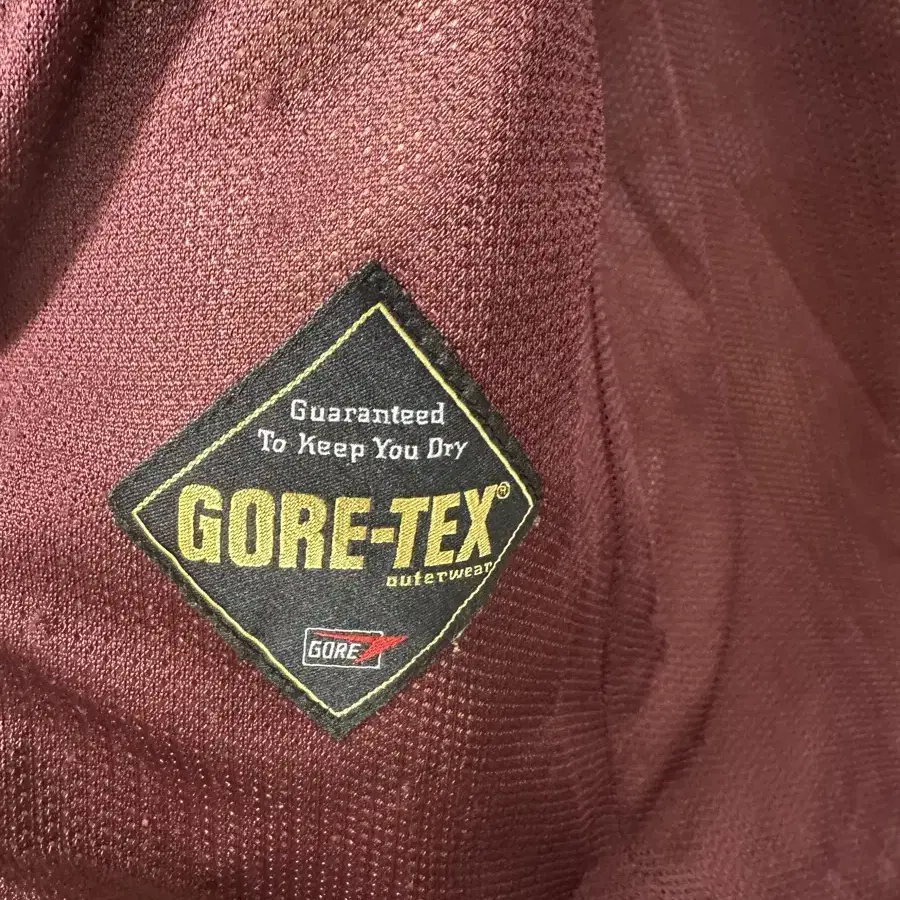 Guaranteed
To Keep You Dry
GORE-TEX®
outerwear
GORE